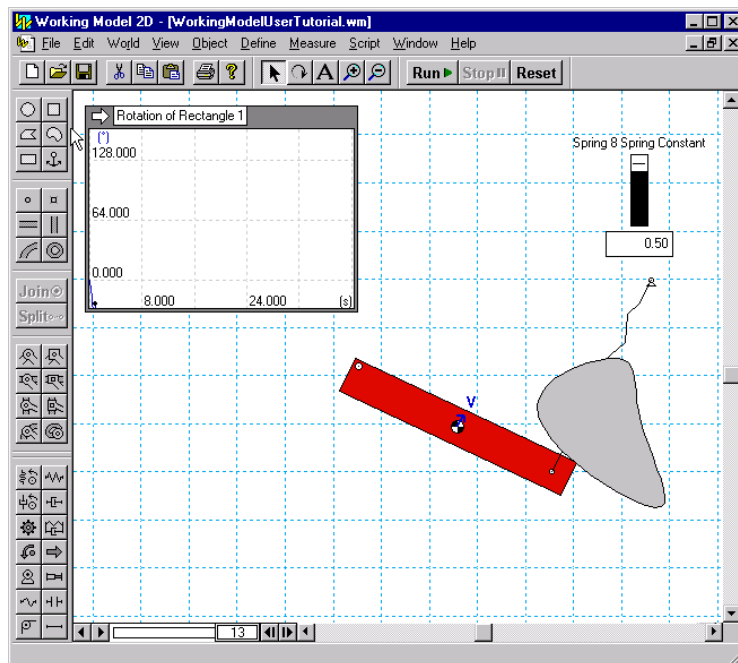 Working Model 2D - [WorkingModelUserTutorial.wm]
File Edit World View Object Define Measure Script Window Help
A Run Stop Reset
Rotation of Rectangle 1
(°)
128.000
64.000
0.000
8.000 24.000 (s)
Spring 8 Spring Constant
0.50
Join
Split
V
13